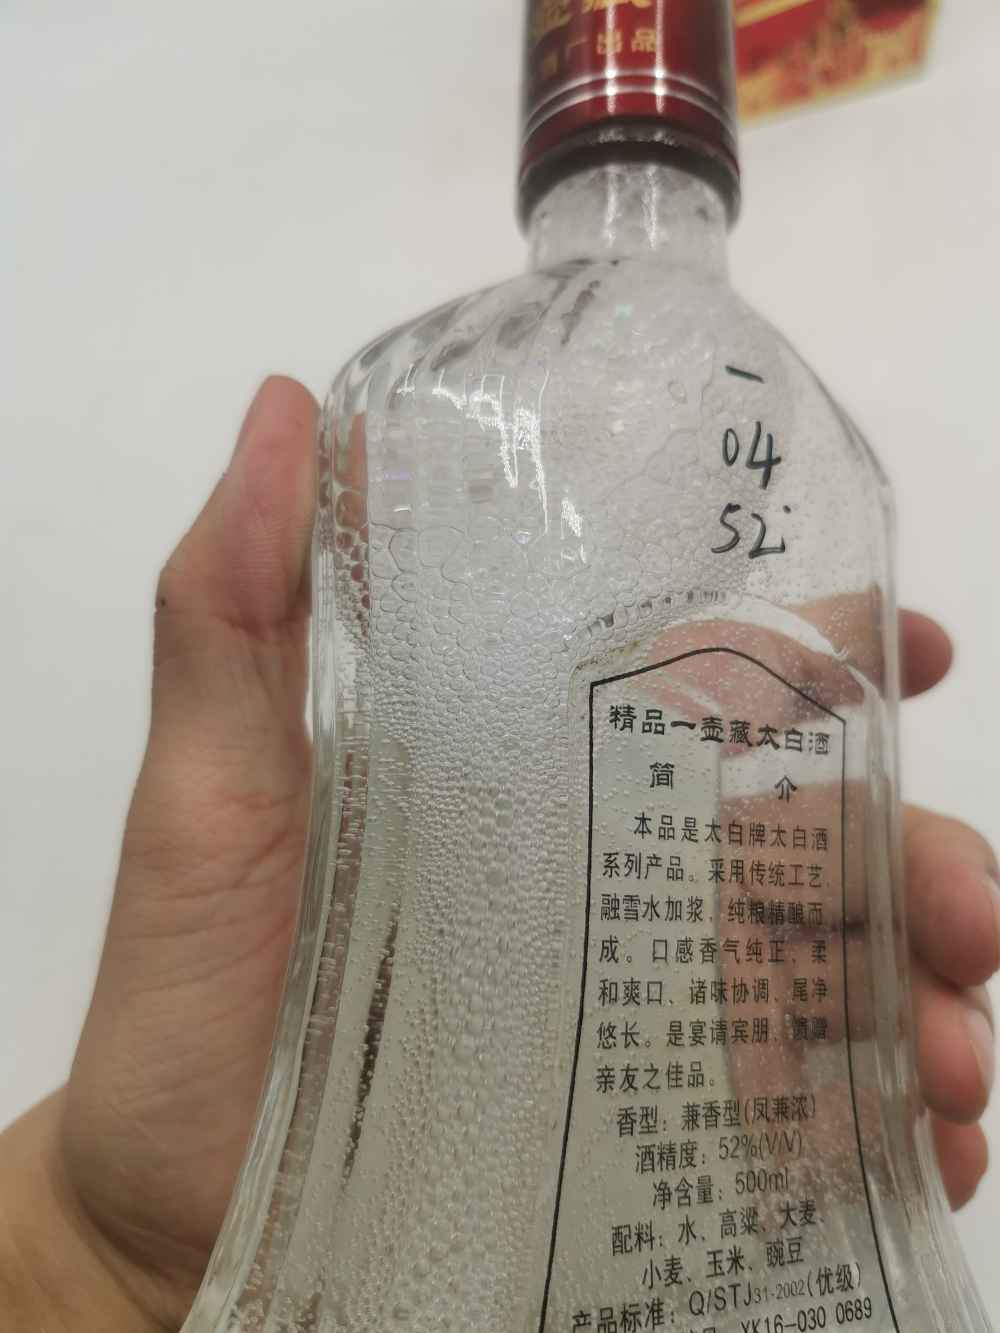 厂出品
一
04
52
精品一壶藏太白酒
简介
本品是太白牌太白酒
系列产品。采用传统工艺、
融雪水加浆、纯粮精酿而
成。口感香气纯正、柔
和爽口、诸味协调、尾净
悠长。是宴请宾朋、馈赠
亲友之佳品。
香型：兼香型(凤兼浓)
酒精度：52%(V/V)
净含量：500ml
配料：水、高粱、大麦、
小麦、玉米、豌豆
产品标准：Q/STJ31-2002(优级)
XK16-030 0689